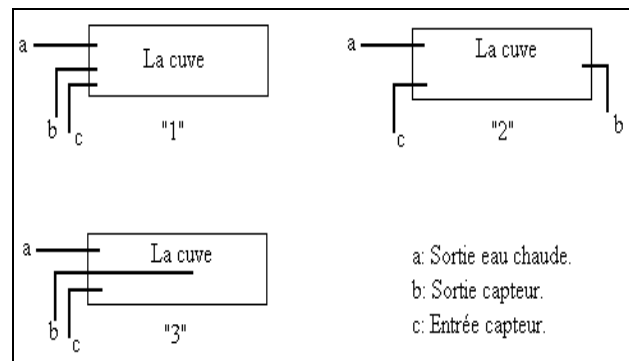 a
La cuve
b
c
"1"
a
La cuve
c
"2"
b
a
La cuve
b
c
"3"
a: Sortie eau chaude.
b: Sortie capteur.
c: Entrée capteur.